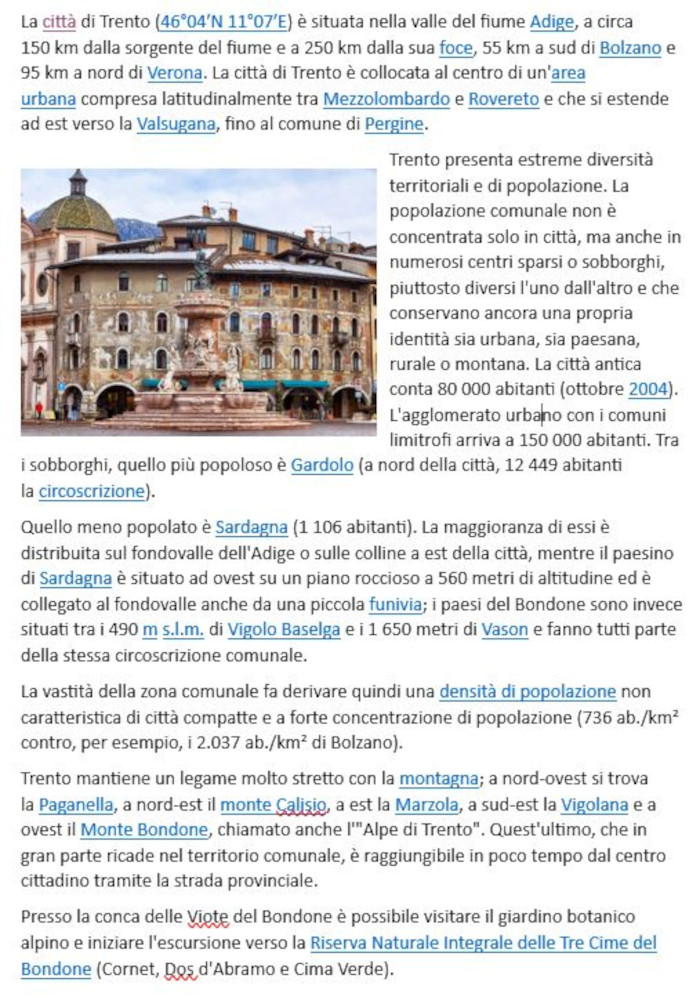 La città di Trento (46°04′N 11°07′E) è situata nella valle del fiume Adige, a circa
150 km dalla sorgente del fiume e a 250 km dalla sua foce, 55 km a sud di Bolzano e
95 km a nord di Verona. La città di Trento è collocata al centro di un'area
urbana compresa latitudinalmente tra Mezzolombardo e Rovereto e che si estende
ad est verso la Valsugana, fino al comune di Pergine.
Trento presenta estreme diversità
territoriali e di popolazione. La
popolazione comunale non è
concentrata solo in città, ma anche in
numerosi centri sparsi o sobborghi,
piuttosto diversi l'uno dall'altro e che
conservano ancora una propria
identità sia urbana, sia paesana,
rurale o montana. La città antica
conta 80 000 abitanti (ottobre 2004).
L'agglomerato urbano con i comuni
limitrofi arriva a 150 000 abitanti. Tra
i sobborghi, quello più popoloso è Gardolo (a nord della città, 12 449 abitanti
la circoscrizione).
Quello meno popolato è Sardagna (1 106 abitanti). La maggioranza di essi è
distribuita sul fondovalle dell'Adige o sulle colline a est della città, mentre il paesino
di Sardagna è situato ad ovest su un piano roccioso a 560 metri di altitudine ed è
collegato al fondovalle anche da una piccola funivia; i paesi del Bondone sono invece
situati tra i 490 m s.l.m. di Vigolo Baselga e i 1 650 metri di Vason e fanno tutti parte
della stessa circoscrizione comunale.
La vastità della zona comunale fa derivare quindi una densità di popolazione non
caratteristica di città compatte e a forte concentrazione di popolazione (736 ab./km²
contro, per esempio, i 2.037 ab./km² di Bolzano).
Trento mantiene un legame molto stretto con la montagna; a nord-ovest si trova
la Paganella, a nord-est il monte Calisio, a est la Marzola, a sud-est la Vigolana e a
ovest il Monte Bondone, chiamato anche l'"Alpe di Trento". Quest'ultimo, che in
gran parte ricade nel territorio comunale, è raggiungibile in poco tempo dal centro
cittadino tramite la strada provinciale.
Presso la conca delle Viote del Bondone è possibile visitare il giardino botanico
alpino e iniziare l'escursione verso la Riserva Naturale Integrale delle Tre Cime del
Bondone (Cornet, Dos d'Abramo e Cima Verde).